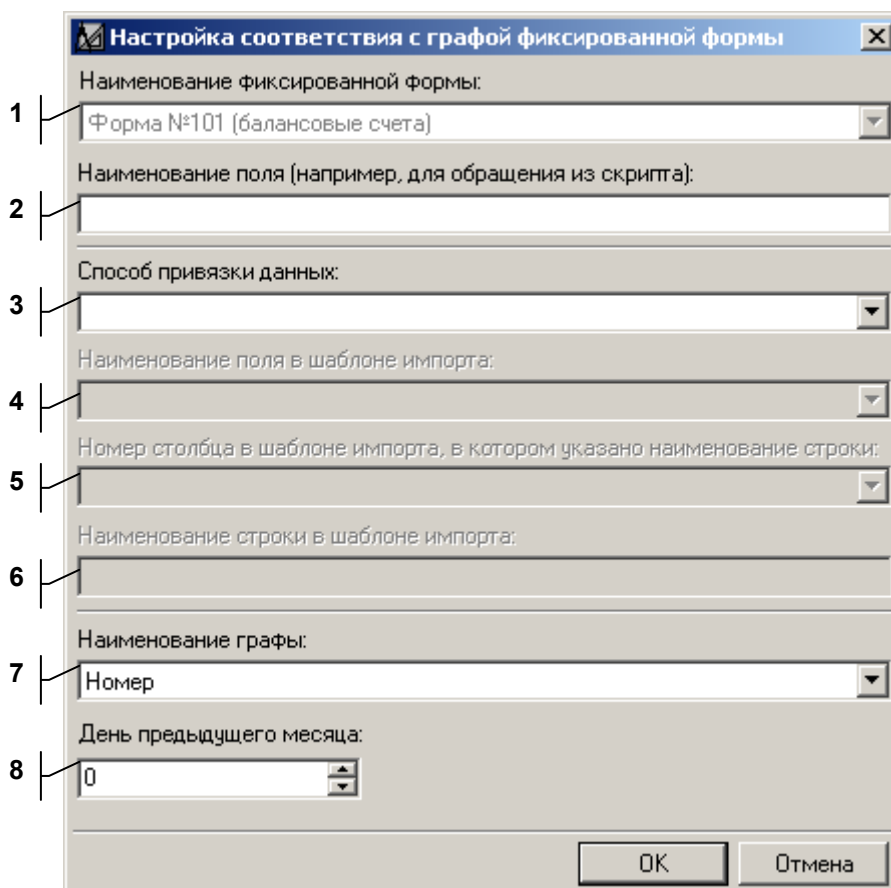 Настройка соответствия с графой фиксированной формы
Наименование фиксированной формы:
1
Форма №101 (балансовые счета)
Наименование поля (например, для обращения из скрипта):
2
Способ привязки данных:
3
Наименование поля в шаблоне импорта:
4
Номер столбца в шаблоне импорта, в котором указано наименование строки:
5
Наименование строки в шаблоне импорта:
6
Наименование графы:
7
Номер
День предыдущего месяца:
8
0
OK Отмена